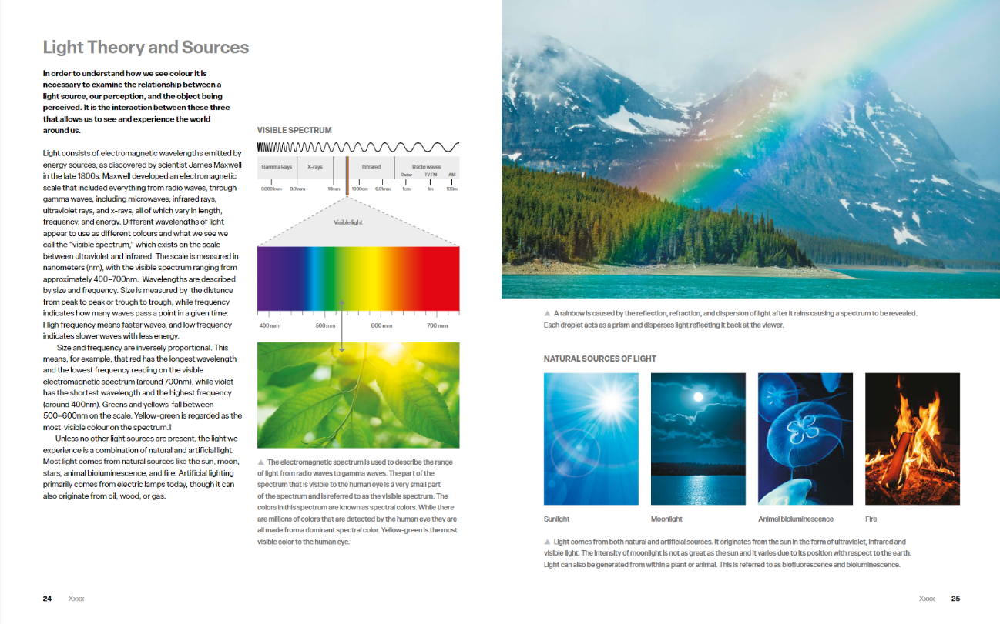 Light Theory and Sources
In order to understand how we see colour it is
necessary to examine the relationship between a
light source, our perception, and the object being
perceived. It is the interaction between these three
that allows us to see and experience the world
around us.
Light consists of electromagnetic wavelengths emitted by
energy sources, as discovered by scientist James Maxwell
in the late 1800s. Maxwell developed an electromagnetic
scale that included everything from radio waves, through
gamma waves, including microwaves, infrared rays,
ultraviolet rays, and x-rays, all of which vary in length,
frequency, and energy. Different wavelengths of light
appear to use as different colours and what we see we
call the “visible spectrum,” which exists on the scale
between ultraviolet and infrared. The scale is measured in
nanometers (nm), with the visible spectrum ranging from
approximately 400–700nm. Wavelengths are described
by size and frequency. Size is measured by the distance
from peak to peak or trough to trough, while frequency
indicates how many waves pass a point in a given time.
High frequency means faster waves, and low frequency
indicates slower waves with less energy.
Size and frequency are inversely proportional. This
means, for example, that red has the longest wavelength
and the lowest frequency reading on the visible
electromagnetic spectrum (around 700nm), while violet
has the shortest wavelength and the highest frequency
(around 400nm). Greens and yellows fall between
500–600nm on the scale. Yellow-green is regarded as the
most visible colour on the spectrum.1
Unless no other light sources are present, the light we
experience is a combination of natural and artificial light.
Most light comes from natural sources like the sun, moon,
stars, animal bioluminescence, and fire. Artificial lighting
primarily comes from electric lamps today, though it can
also originate from oil, wood, or gas.
VISIBLE SPECTRUM
Gamma Rays X-rays Infrared Radio waves
Radar TV FM AM
0.0001nm 0.01nm 10nm 1000cm 0.01nm 1cm 1m 100m
Visible light
400 mm 500 mm 600 mm 700 mm
The electromagnetic spectrum is used to describe the range
of light from radio waves to gamma waves. The part of the
spectrum that is visible to the human eye is a very small part
of the spectrum and is referred to as the visible spectrum. The
colors in this spectrum are known as spectral colors. While there
are millions of colors that are detected by the human eye they are
all made from a dominant spectral color. Yellow-green is the most
visible color to the human eye.
24 Xxxx
A rainbow is caused by the reflection, refraction, and dispersion of light after it rains causing a spectrum to be revealed.
Each droplet acts as a prism and disperses light reflecting it back at the viewer.
NATURAL SOURCES OF LIGHT
Sunlight Moonlight Animal bioluminescence Fire
Light comes from both natural and artificial sources. It originates from the sun in the form of ultraviolet, infrared and
visible light. The intensity of moonlight is not as great as the sun and it varies due to its position with respect to the earth.
Light can also be generated from within a plant or animal. This is referred to as biofluorescence and bioluminescence.
Xxxx 25